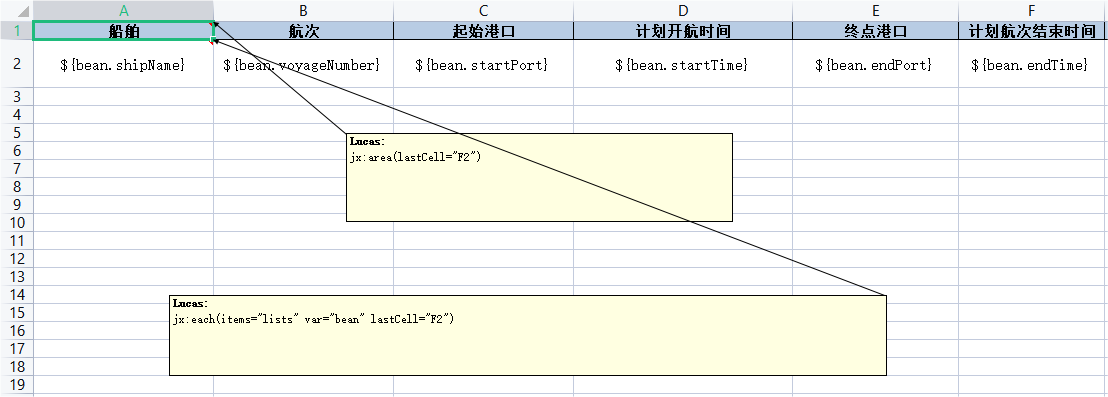 A B C D E F
1 船舶 航次 起始港口 计划开航时间 终点港口 计划航次结束时间
2 ${bean.shipName} ${bean.voyageNumber} ${bean.startPort} ${bean.startTime} ${bean.endPort} ${bean.endTime}
3
4
5
Lucas:
6
jx:area(lastCell="F2")
7
8
9
10
11
12
13
14
Lucas:
15
jx:each(items="lists" var="bean" lastCell="F2")
16
17
18
19